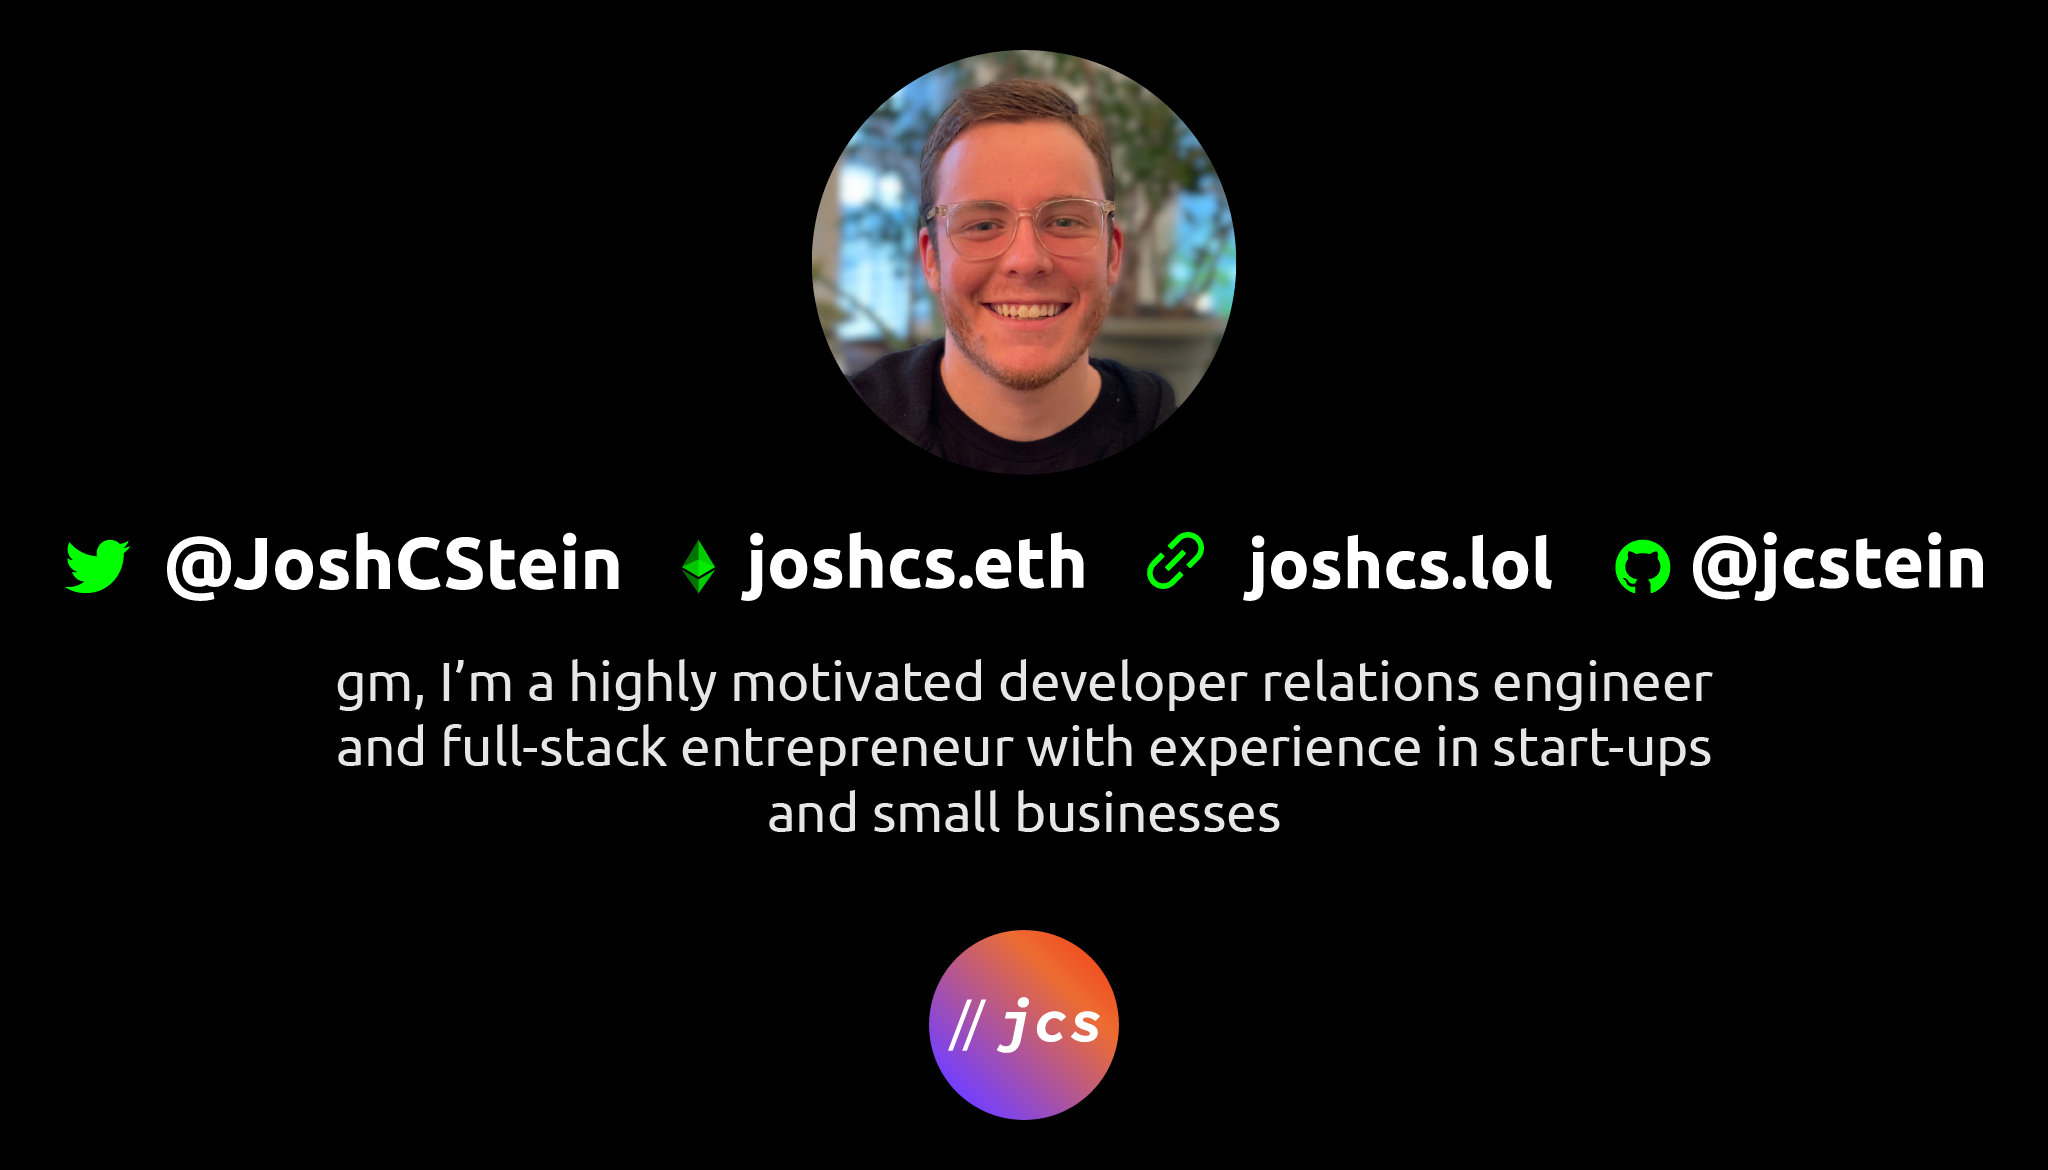 @JoshCStein joshcs.eth joshcs.lol @jcstein
gm, I’m a highly motivated developer relations engineer
and full-stack entrepreneur with experience in start-ups
and small businesses
// jcs